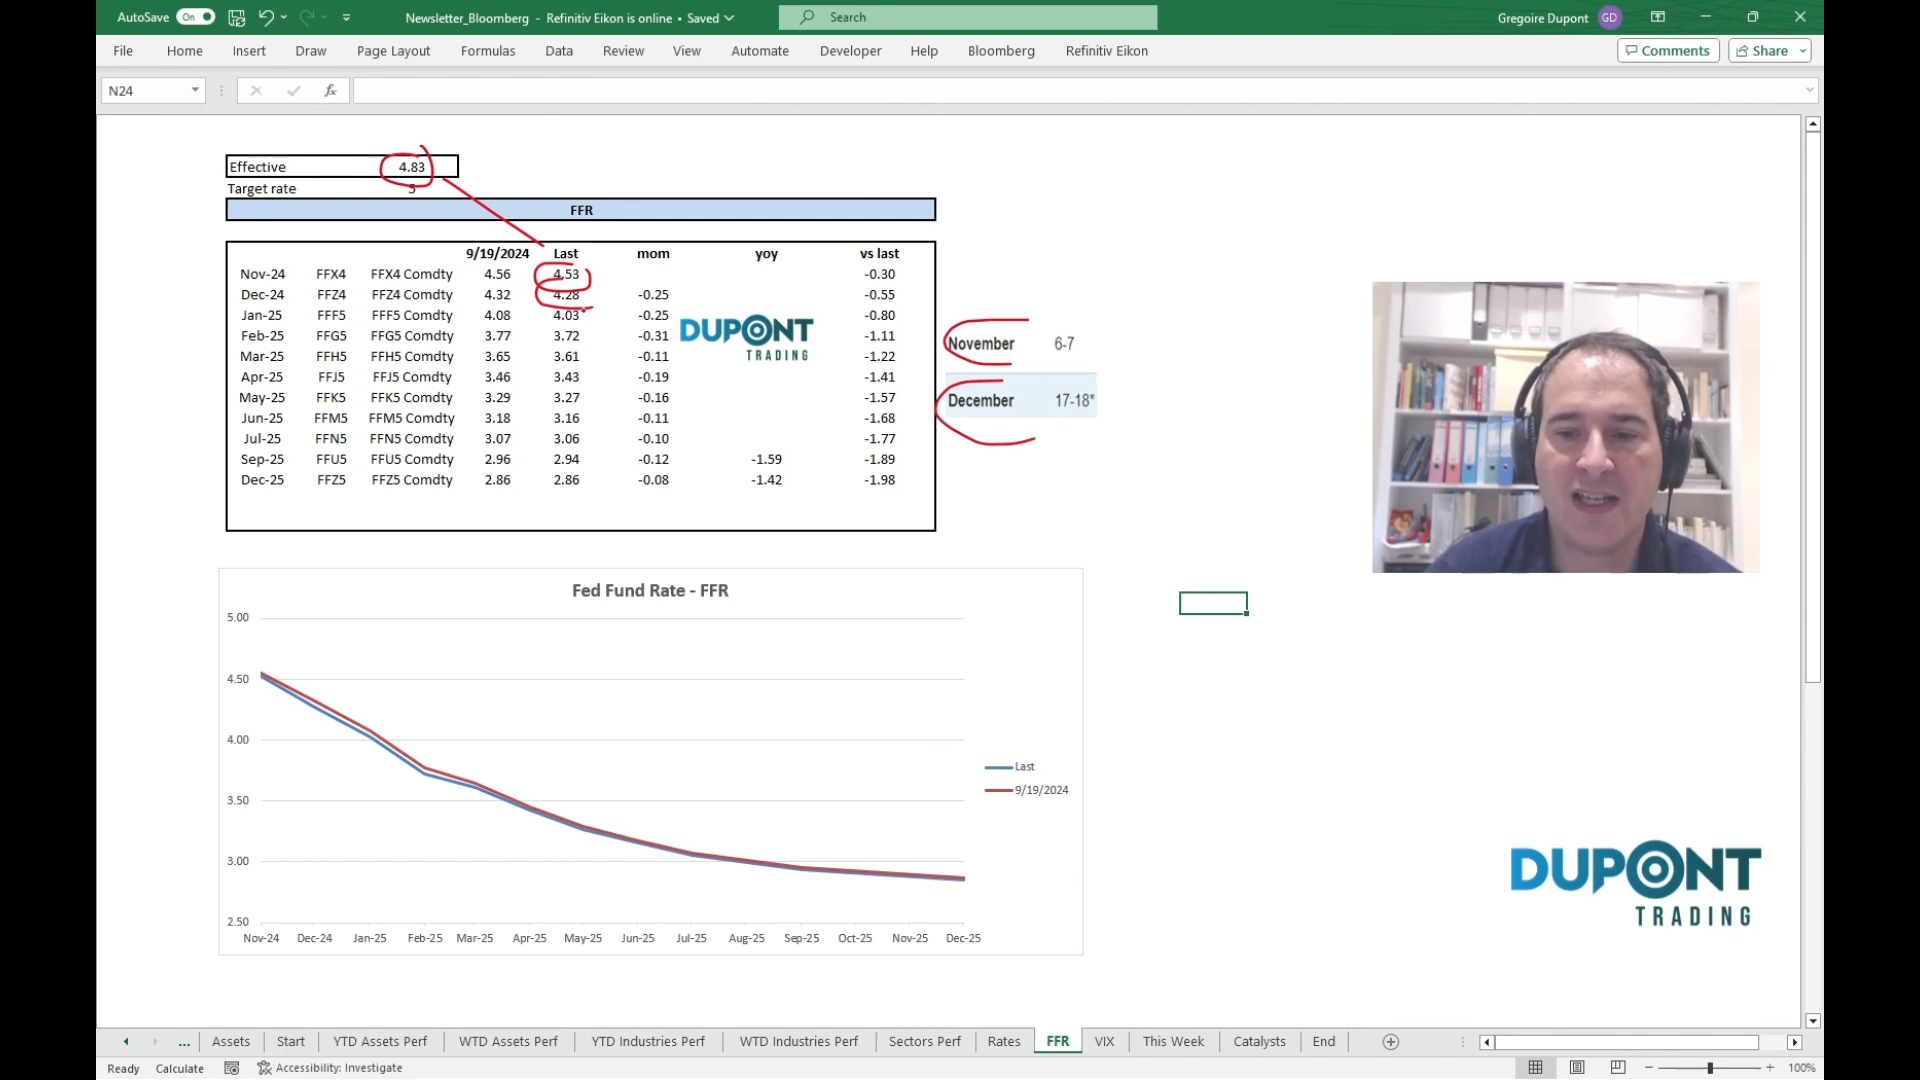 AutoSave On Newsletter_Bloomberg - Refinitiv Eikon is online • Saved Search Gregoire Dupont GD
File Home Insert Draw Page Layout Formulas Data Review View Automate Developer Help Bloomberg Refinitiv Eikon Comments Share
N24 fx
Effective 4.83
Target rate 5
FFR
9/19/2024 Last mom yoy vs last
Nov-24 FFX4 FFX4 Comdty 4.56 4.53 -0.30
Dec-24 FFZ4 FFZ4 Comdty 4.32 4.28 -0.25 -0.55
Jan-25 FFF5 FFF5 Comdty 4.08 4.03 -0.25 -0.80
Feb-25 FFG5 FFG5 Comdty 3.77 3.72 -0.31 -1.11
Mar-25 FFH5 FFH5 Comdty 3.65 3.61 -0.11 -1.22
Apr-25 FFJ5 FFJ5 Comdty 3.46 3.43 -0.19 -1.41
May-25 FFK5 FFK5 Comdty 3.29 3.27 -0.16 -1.57
Jun-25 FFM5 FFM5 Comdty 3.18 3.16 -0.11 -1.68
Jul-25 FFN5 FFN5 Comdty 3.07 3.06 -0.10 -1.77
Sep-25 FFU5 FFU5 Comdty 2.96 2.94 -0.12 -1.59 -1.89
Dec-25 FFZ5 FFZ5 Comdty 2.86 2.86 -0.08 -1.42 -1.98
DUPONT
TRADING
November 6-7
December 17-18*
Fed Fund Rate - FFR
5.00
4.50
4.00
3.50
3.00
2.50
Nov-24 Dec-24 Jan-25 Feb-25 Mar-25 Apr-25 May-25 Jun-25 Jul-25 Aug-25 Sep-25 Oct-25 Nov-25 Dec-25
Last
9/19/2024
DUPONT
TRADING
... Assets Start YTD Assets Perf WTD Assets Perf YTD Industries Perf WTD Industries Perf Sectors Perf Rates FFR VIX This Week Catalysts End
Ready Calculate Accessibility: Investigate 100%